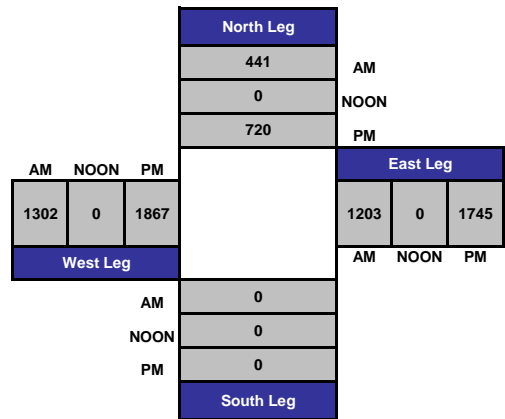 North Leg
441 AM
0 NOON
720 PM
AM NOON PM East Leg
1302 0 1867 1203 0 1745
West Leg AM NOON PM
AM 0
NOON 0
PM 0
South Leg